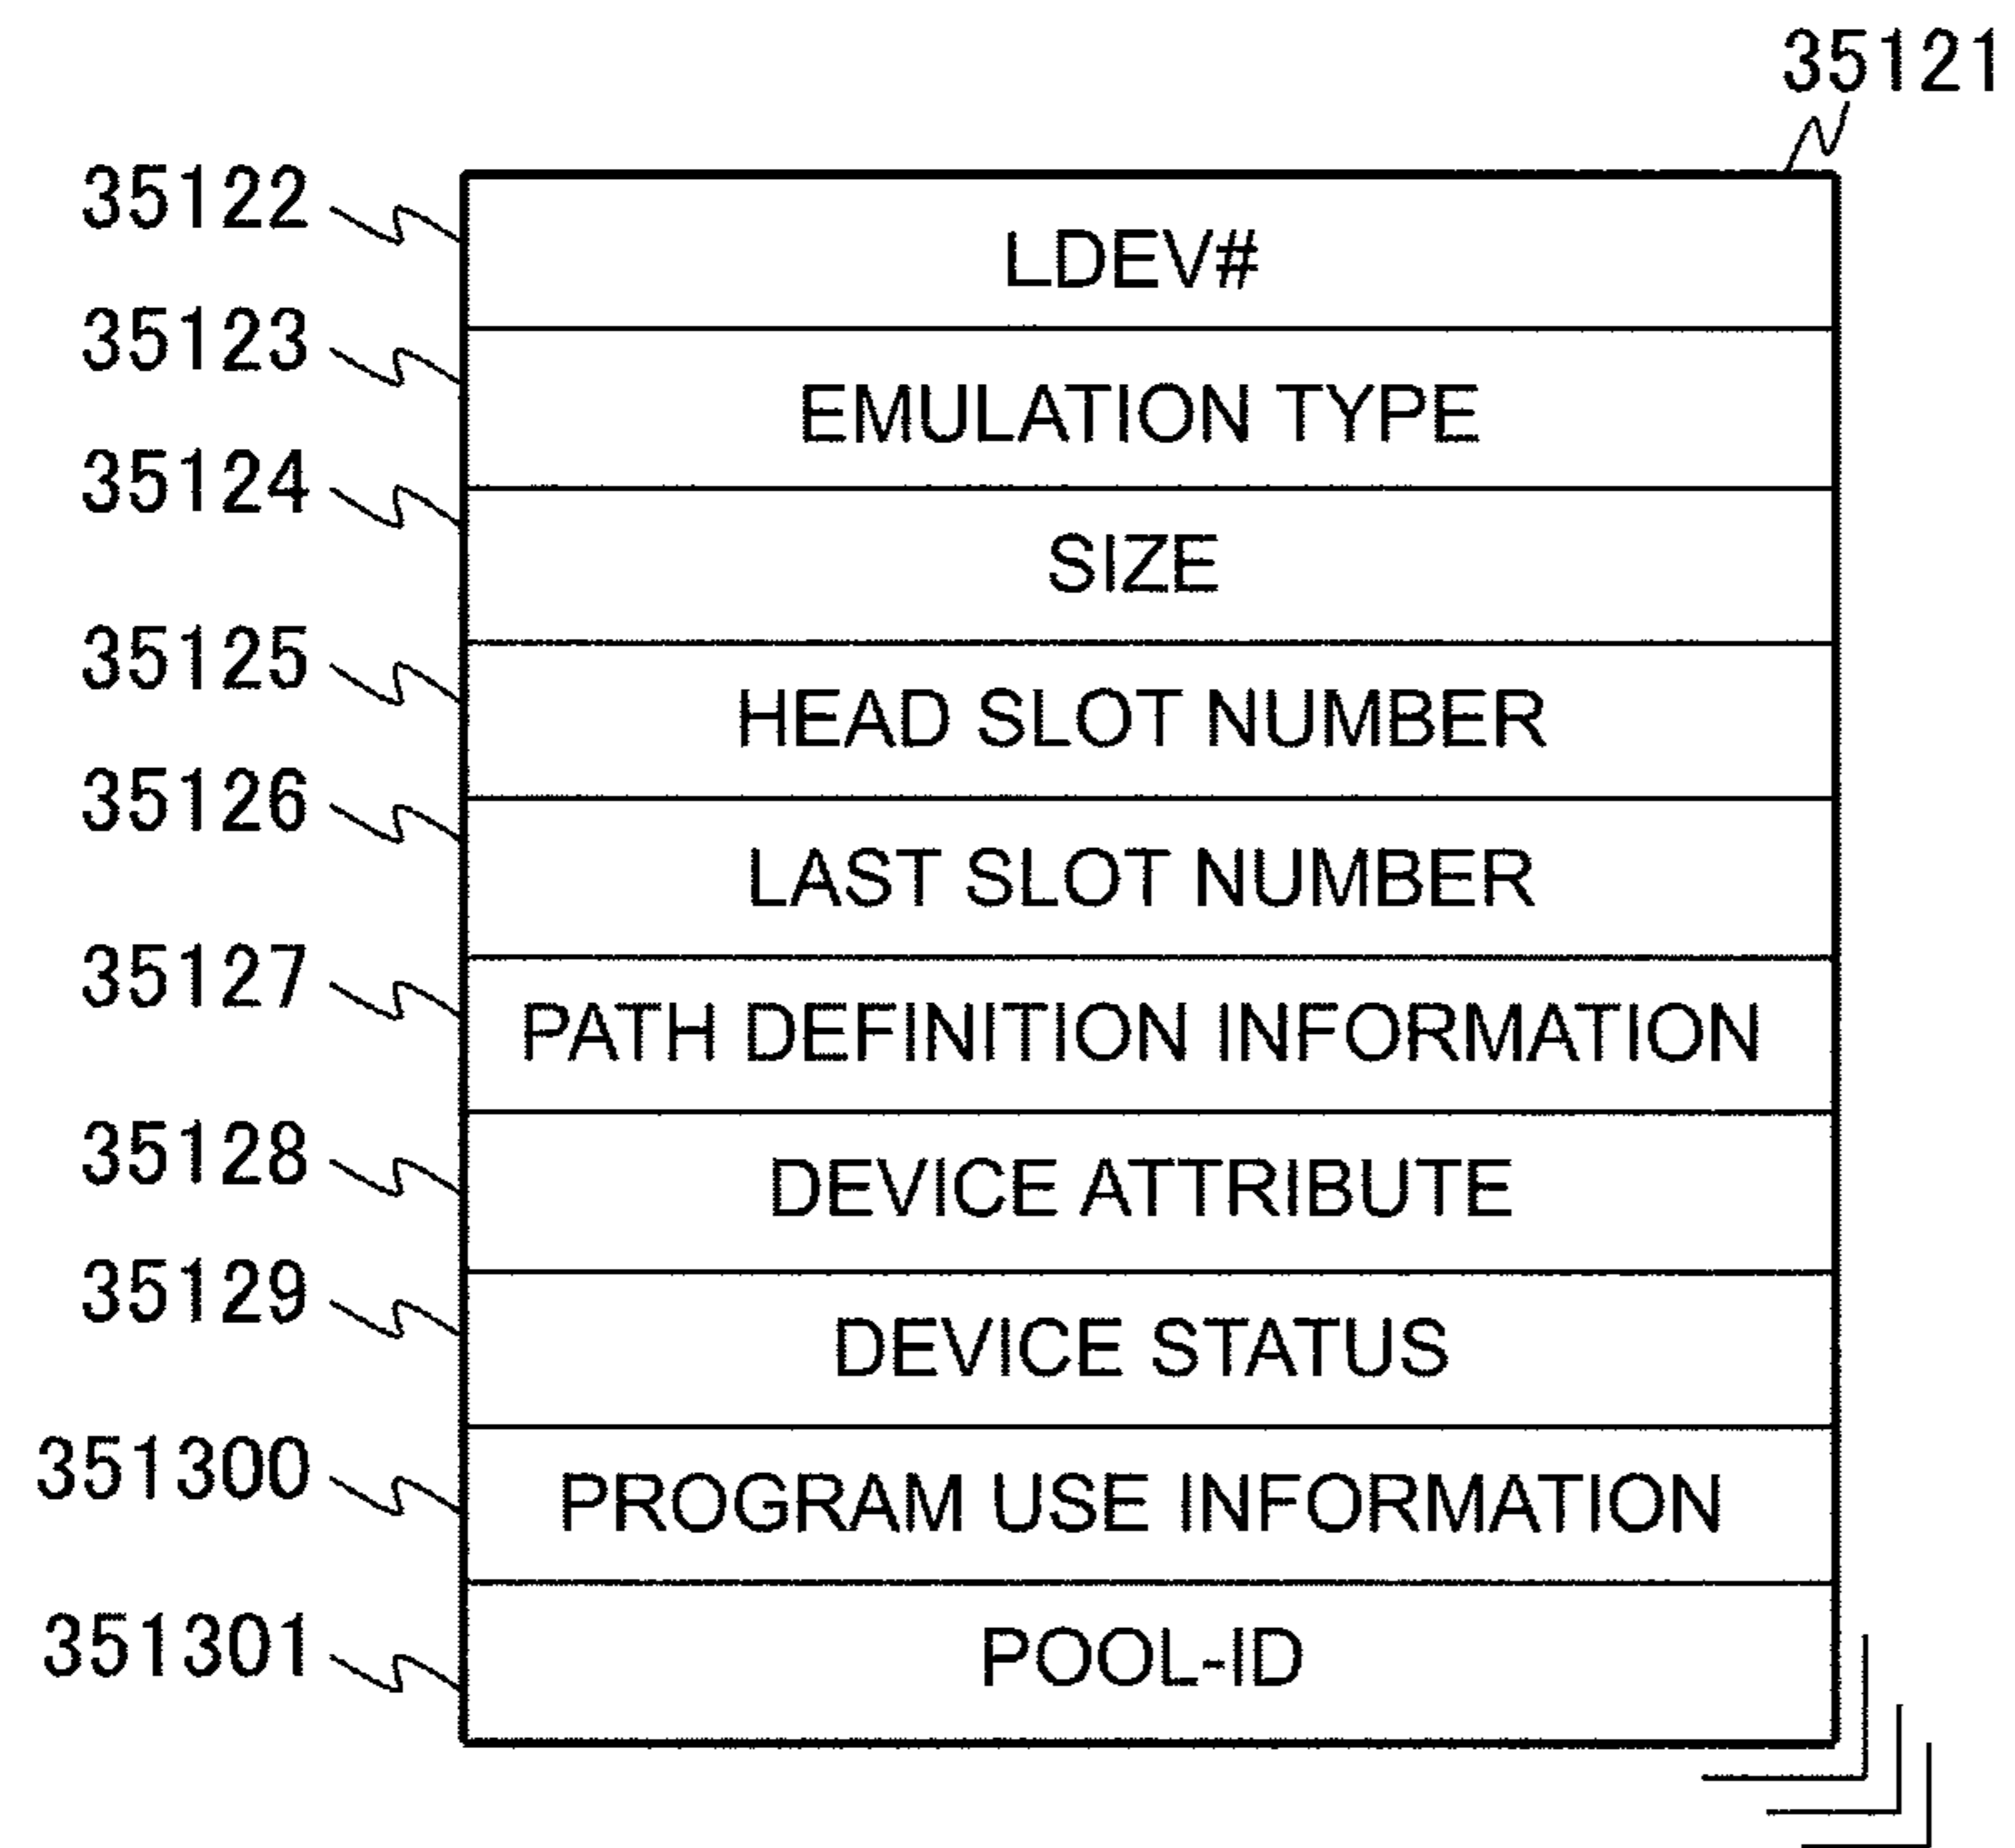 35121
35122
LDEV#
35123
EMULATION TYPE
35124
SIZE
35125
HEAD SLOT NUMBER
35126
LAST SLOT NUMBER
35127
PATH DEFINITION INFORMATION
35128
DEVICE ATTRIBUTE
35129
DEVICE STATUS
351300
PROGRAM USE INFORMATION
351301
POOL-ID